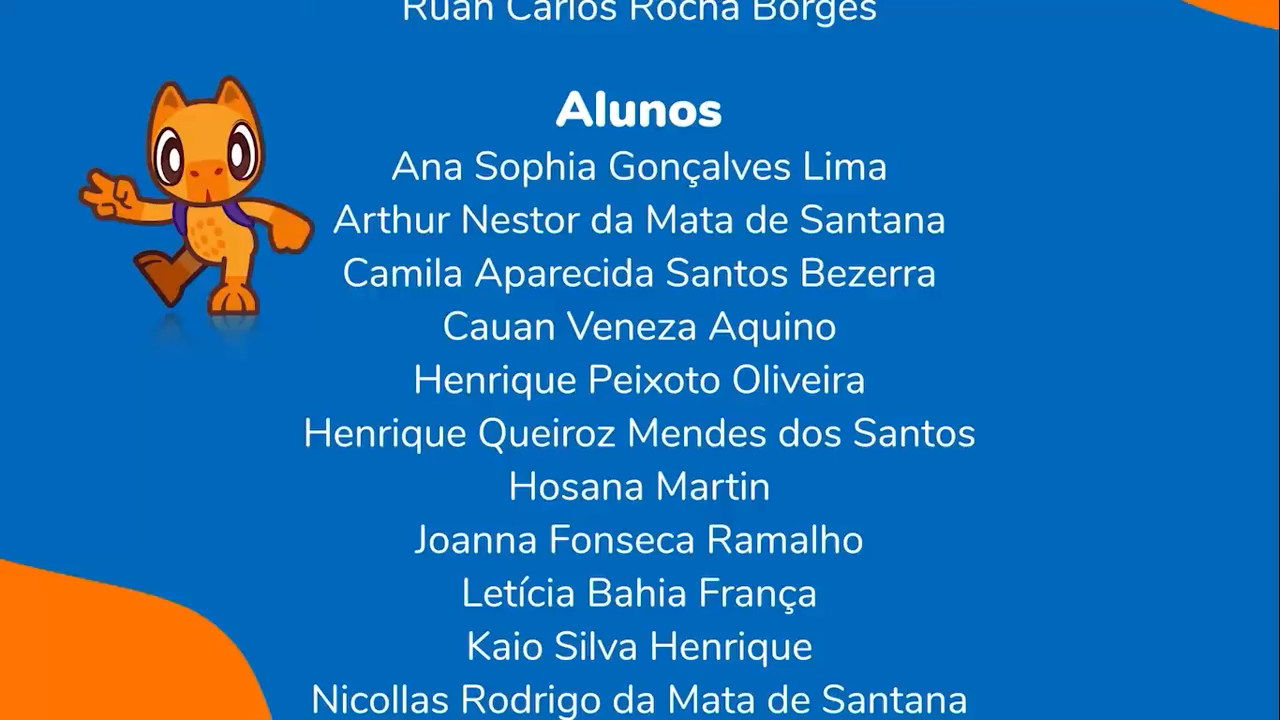 Ruan Carlos Rocha Borges
Alunos
Ana Sophia Gonçalves Lima
Arthur Nestor da Mata de Santana
Camila Aparecida Santos Bezerra
Cauan Veneza Aquino
Henrique Peixoto Oliveira
Henrique Queiroz Mendes dos Santos
Hosana Martin
Joanna Fonseca Ramalho
Letícia Bahia França
Kaio Silva Henrique
Nicollas Rodrigo da Mata de Santana